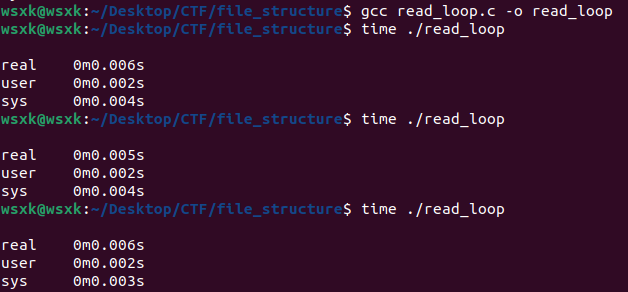 wsxk@wsxk:~/Desktop/CTF/file_structure$ gcc read_loop.c -o read_loop
wsxk@wsxk:~/Desktop/CTF/file_structure$ time ./read_loop
real    0m0.006s
user    0m0.002s
sys     0m0.004s
wsxk@wsxk:~/Desktop/CTF/file_structure$ time ./read_loop
real    0m0.005s
user    0m0.002s
sys     0m0.004s
wsxk@wsxk:~/Desktop/CTF/file_structure$ time ./read_loop
real    0m0.006s
user    0m0.002s
sys     0m0.003s